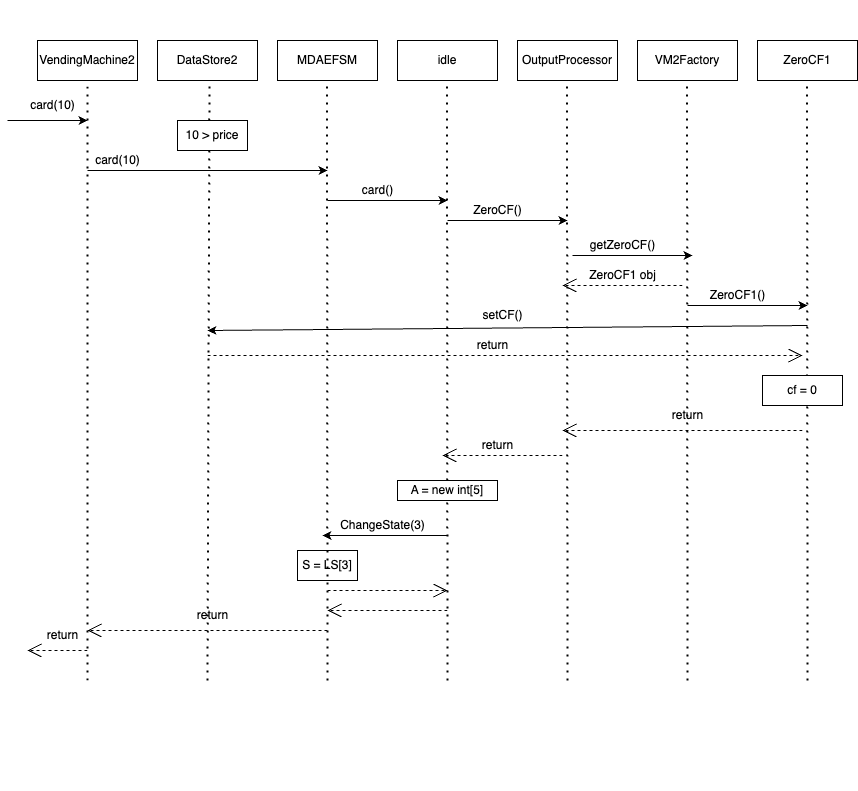 VendingMachine2
DataStore2
MDAEFSM
idle
OutputProcessor
VM2Factory
ZeroCF1
card(10)
10 > price
card(10)
card()
ZeroCF()
getZeroCF()
ZeroCF1 obj
ZeroCF1()
setCF()
return
cf = 0
return
return
A = new int[5]
ChangeState(3)
S = LS[3]
return
return